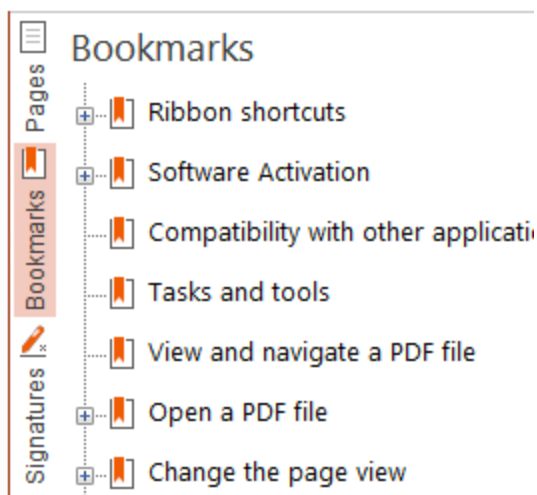 Pages
Bookmarks
Signatures
Bookmarks
Ribbon shortcuts
Software Activation
Compatibility with other
Tasks and tools
View and navigate a PDF file
Open a PDF file
Change the page view